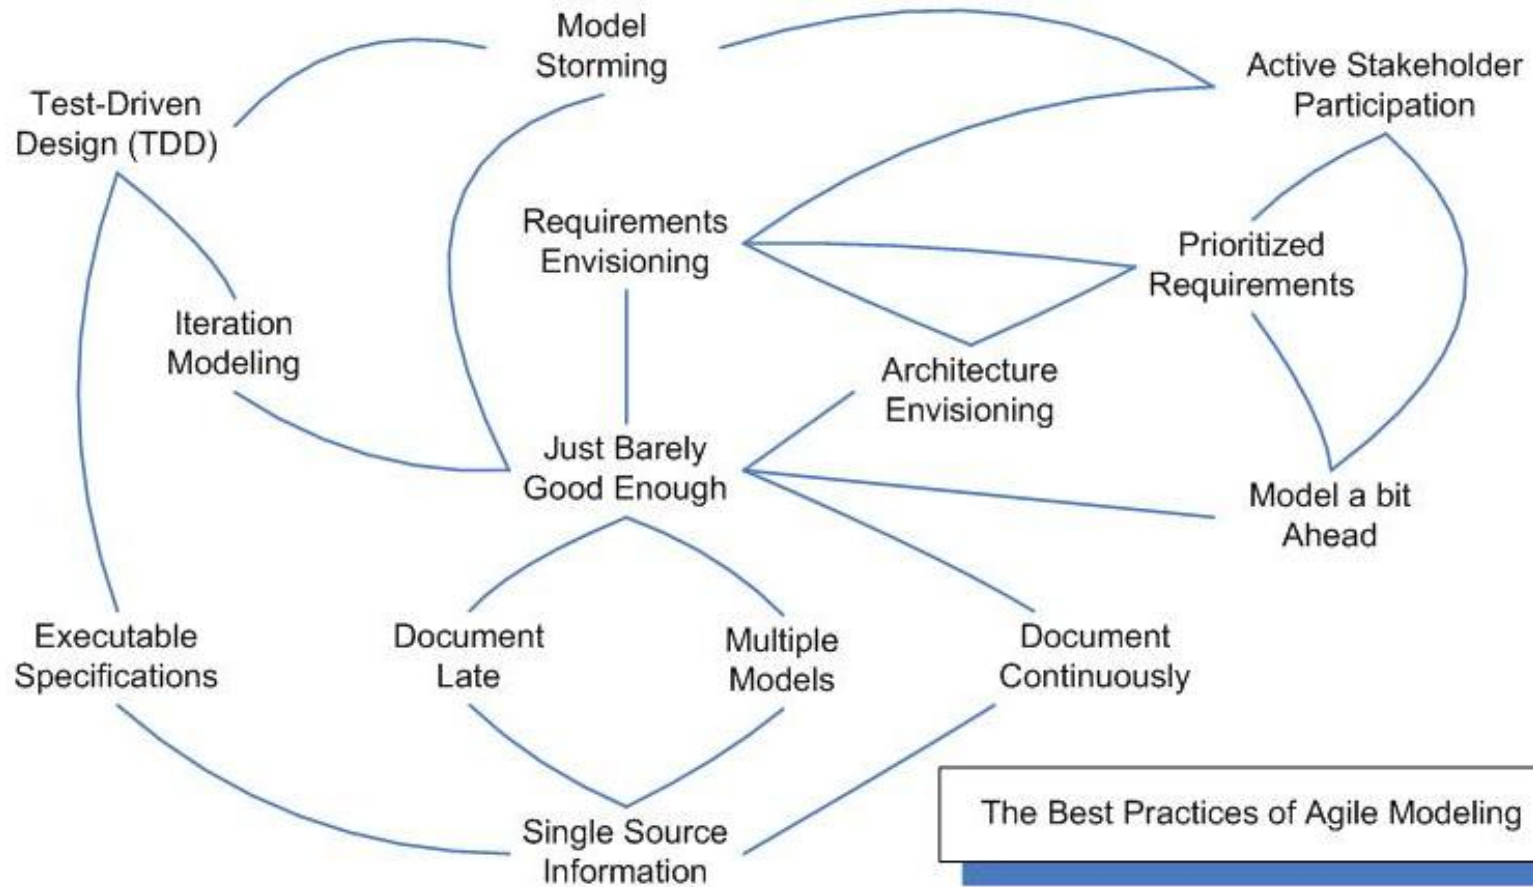 Model
Storming
Active Stakeholder
Participation
Test-Driven
Design (TDD)
Requirements
Envisioning
Prioritized
Requirements
Iteration
Modeling
Architecture
Envisioning
Just Barely
Good Enough
Model a bit
Ahead
Executable
Specifications
Document
Late
Multiple
Models
Document
Continuously
Single Source
Information
The Best Practices of Agile Modeling